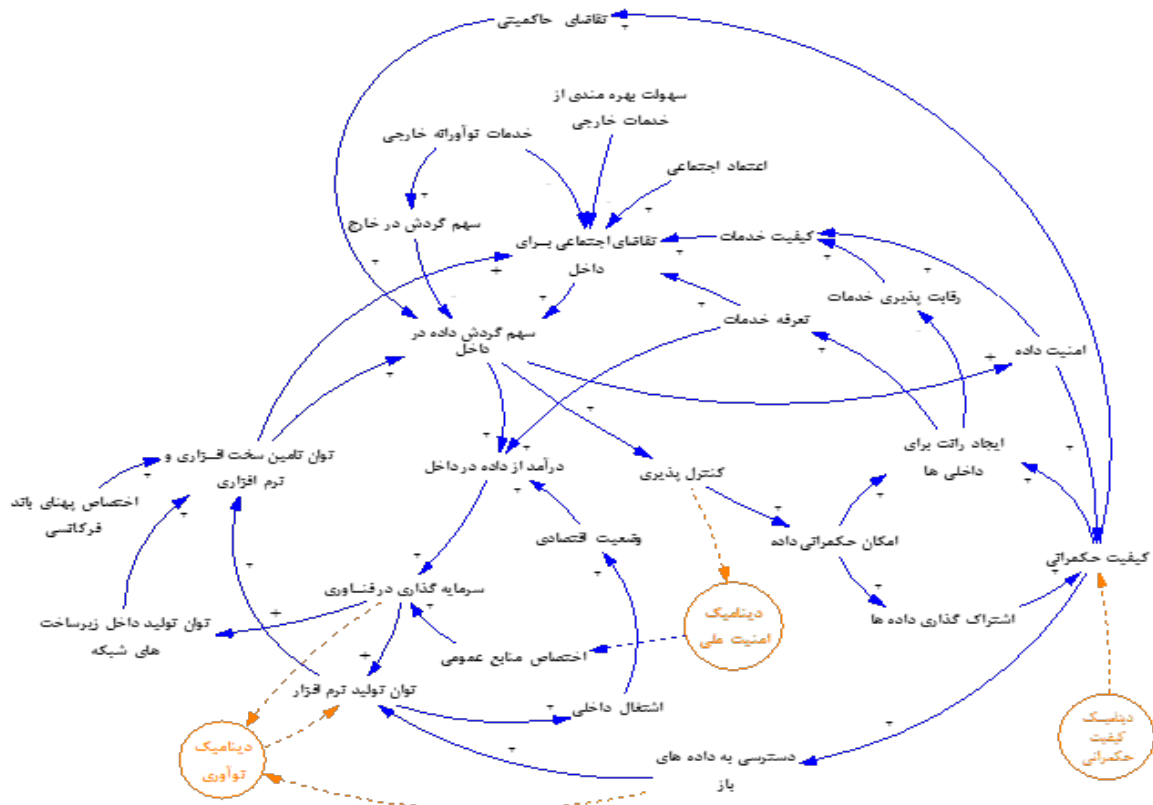 تقاضای حاکمیتی
سهولت بهره مندی از
خدمات خارجی
خدمات نوآورانه خارجی
اعتماد اجتماعی
سهم گردش در خارج
تقاضای اجتماعی برای
داخل
کیفیت خدمات
رقابت پذیری خدمات
تعرفه خدمات
سهم گردش داده در
داخل
امنیت داده
توان تامین سخت افزاری و
نرم افزاری
درآمد از داده در داخل
کنترل پذیری
ایجاد رانت برای
داخلی ها
اختصاص پهنای باند
فرکانسی
وضعیت اقتصادی
امکان حکمرانی داده
کیفیت حکمرانی
سرمایه گذاری در فناوری
دینامیک
امنیت ملی
اشتراک گذاری داده ها
توان تولید داخل زیرساخت
های شبکه
اختصاص منابع عمومی
توان تولید نرم افزار
اشتغال داخلی
دینامیک
کیفیت
حکمرانی
دینامیک
نوآوری
دسترسی به داده های
باز